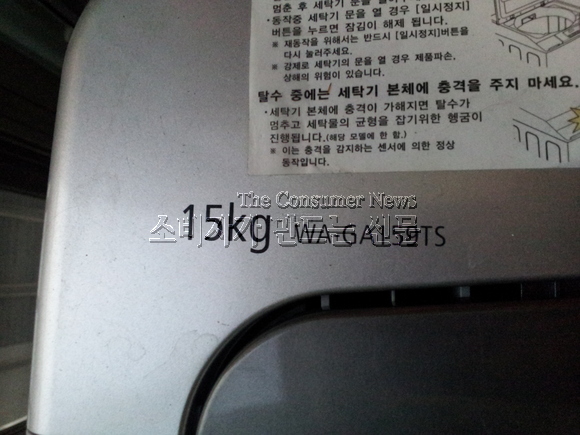 멈춘 후 세탁기 문을
·동작중 세탁기 문을 열 경우 [일시정지]
버튼을 누르면 잠김이 해제 됩니다.
※ 재동작을 위해서는 반드시 [일시정지]버튼을
다시 눌러주세요.
※ 강제로 세탁기의 문을 열 경우 제품파손,
상해의 위험이 있습니다.
탈수 중에는 세탁기 본체에 충격을 주지 마세요.
·세탁기 본체에 충격이 가해지면 탈수가
멈추고 세탁물의 균형을 잡기위한 헹굼이
진행됩니다.(해당 모델에 한 함.)
※ 이는 충격을 감지하는 센서에 의한 정상
동작입니다.
The Consumer News
소비자가 만드는 신문
15kg WA-GA159TS